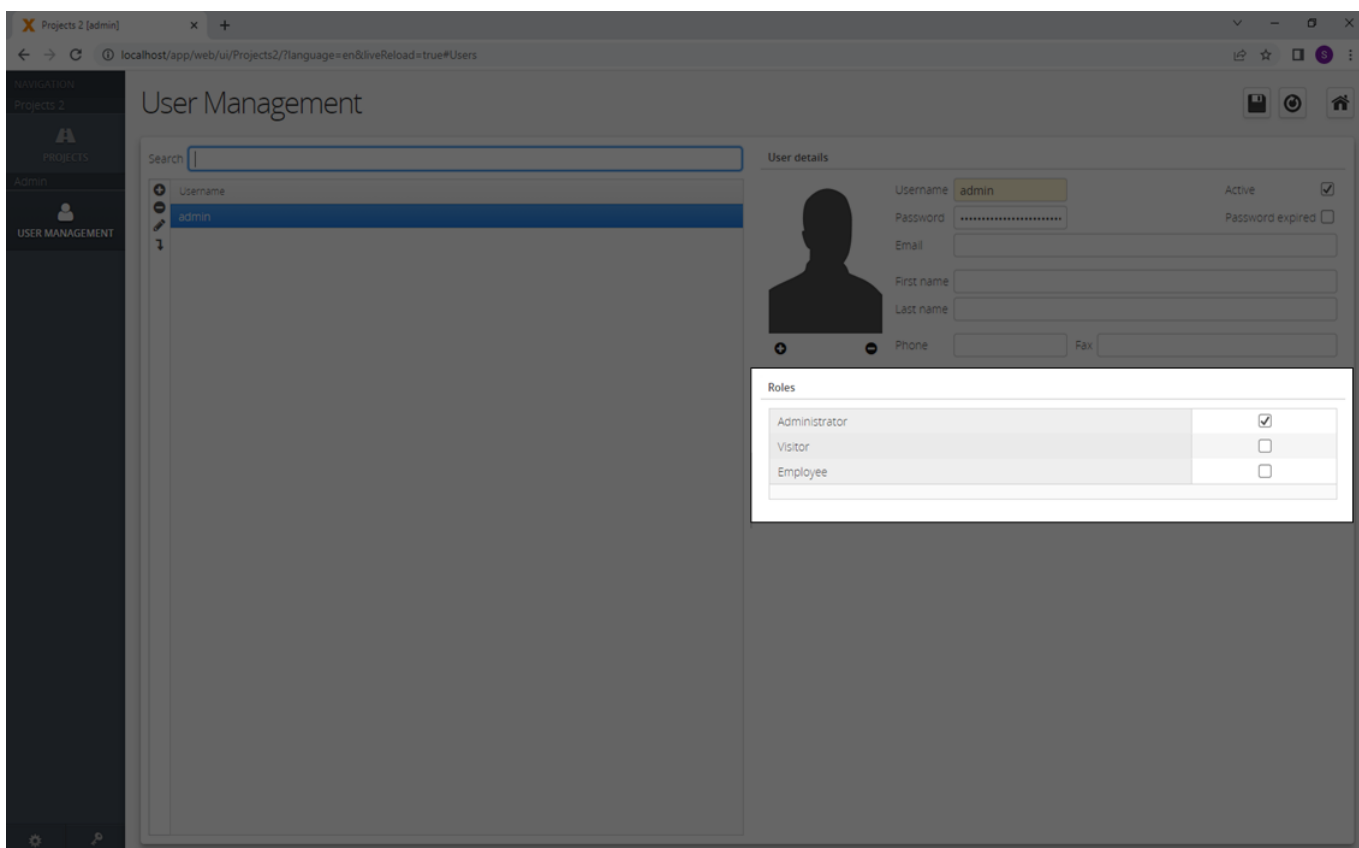 Projects 2 [admin]
localhost/app/web/ui/Projects2/?language=en&liveReload=true#Users
S
NAVIGATION
Projects 2
PROJECTS
Admin
USER MANAGEMENT
User Management
Search
Username
admin
User details
Username admin Active
Password Password expired
Email
First name
Last name
Phone Fax
Roles
Administrator
Visitor
Employee